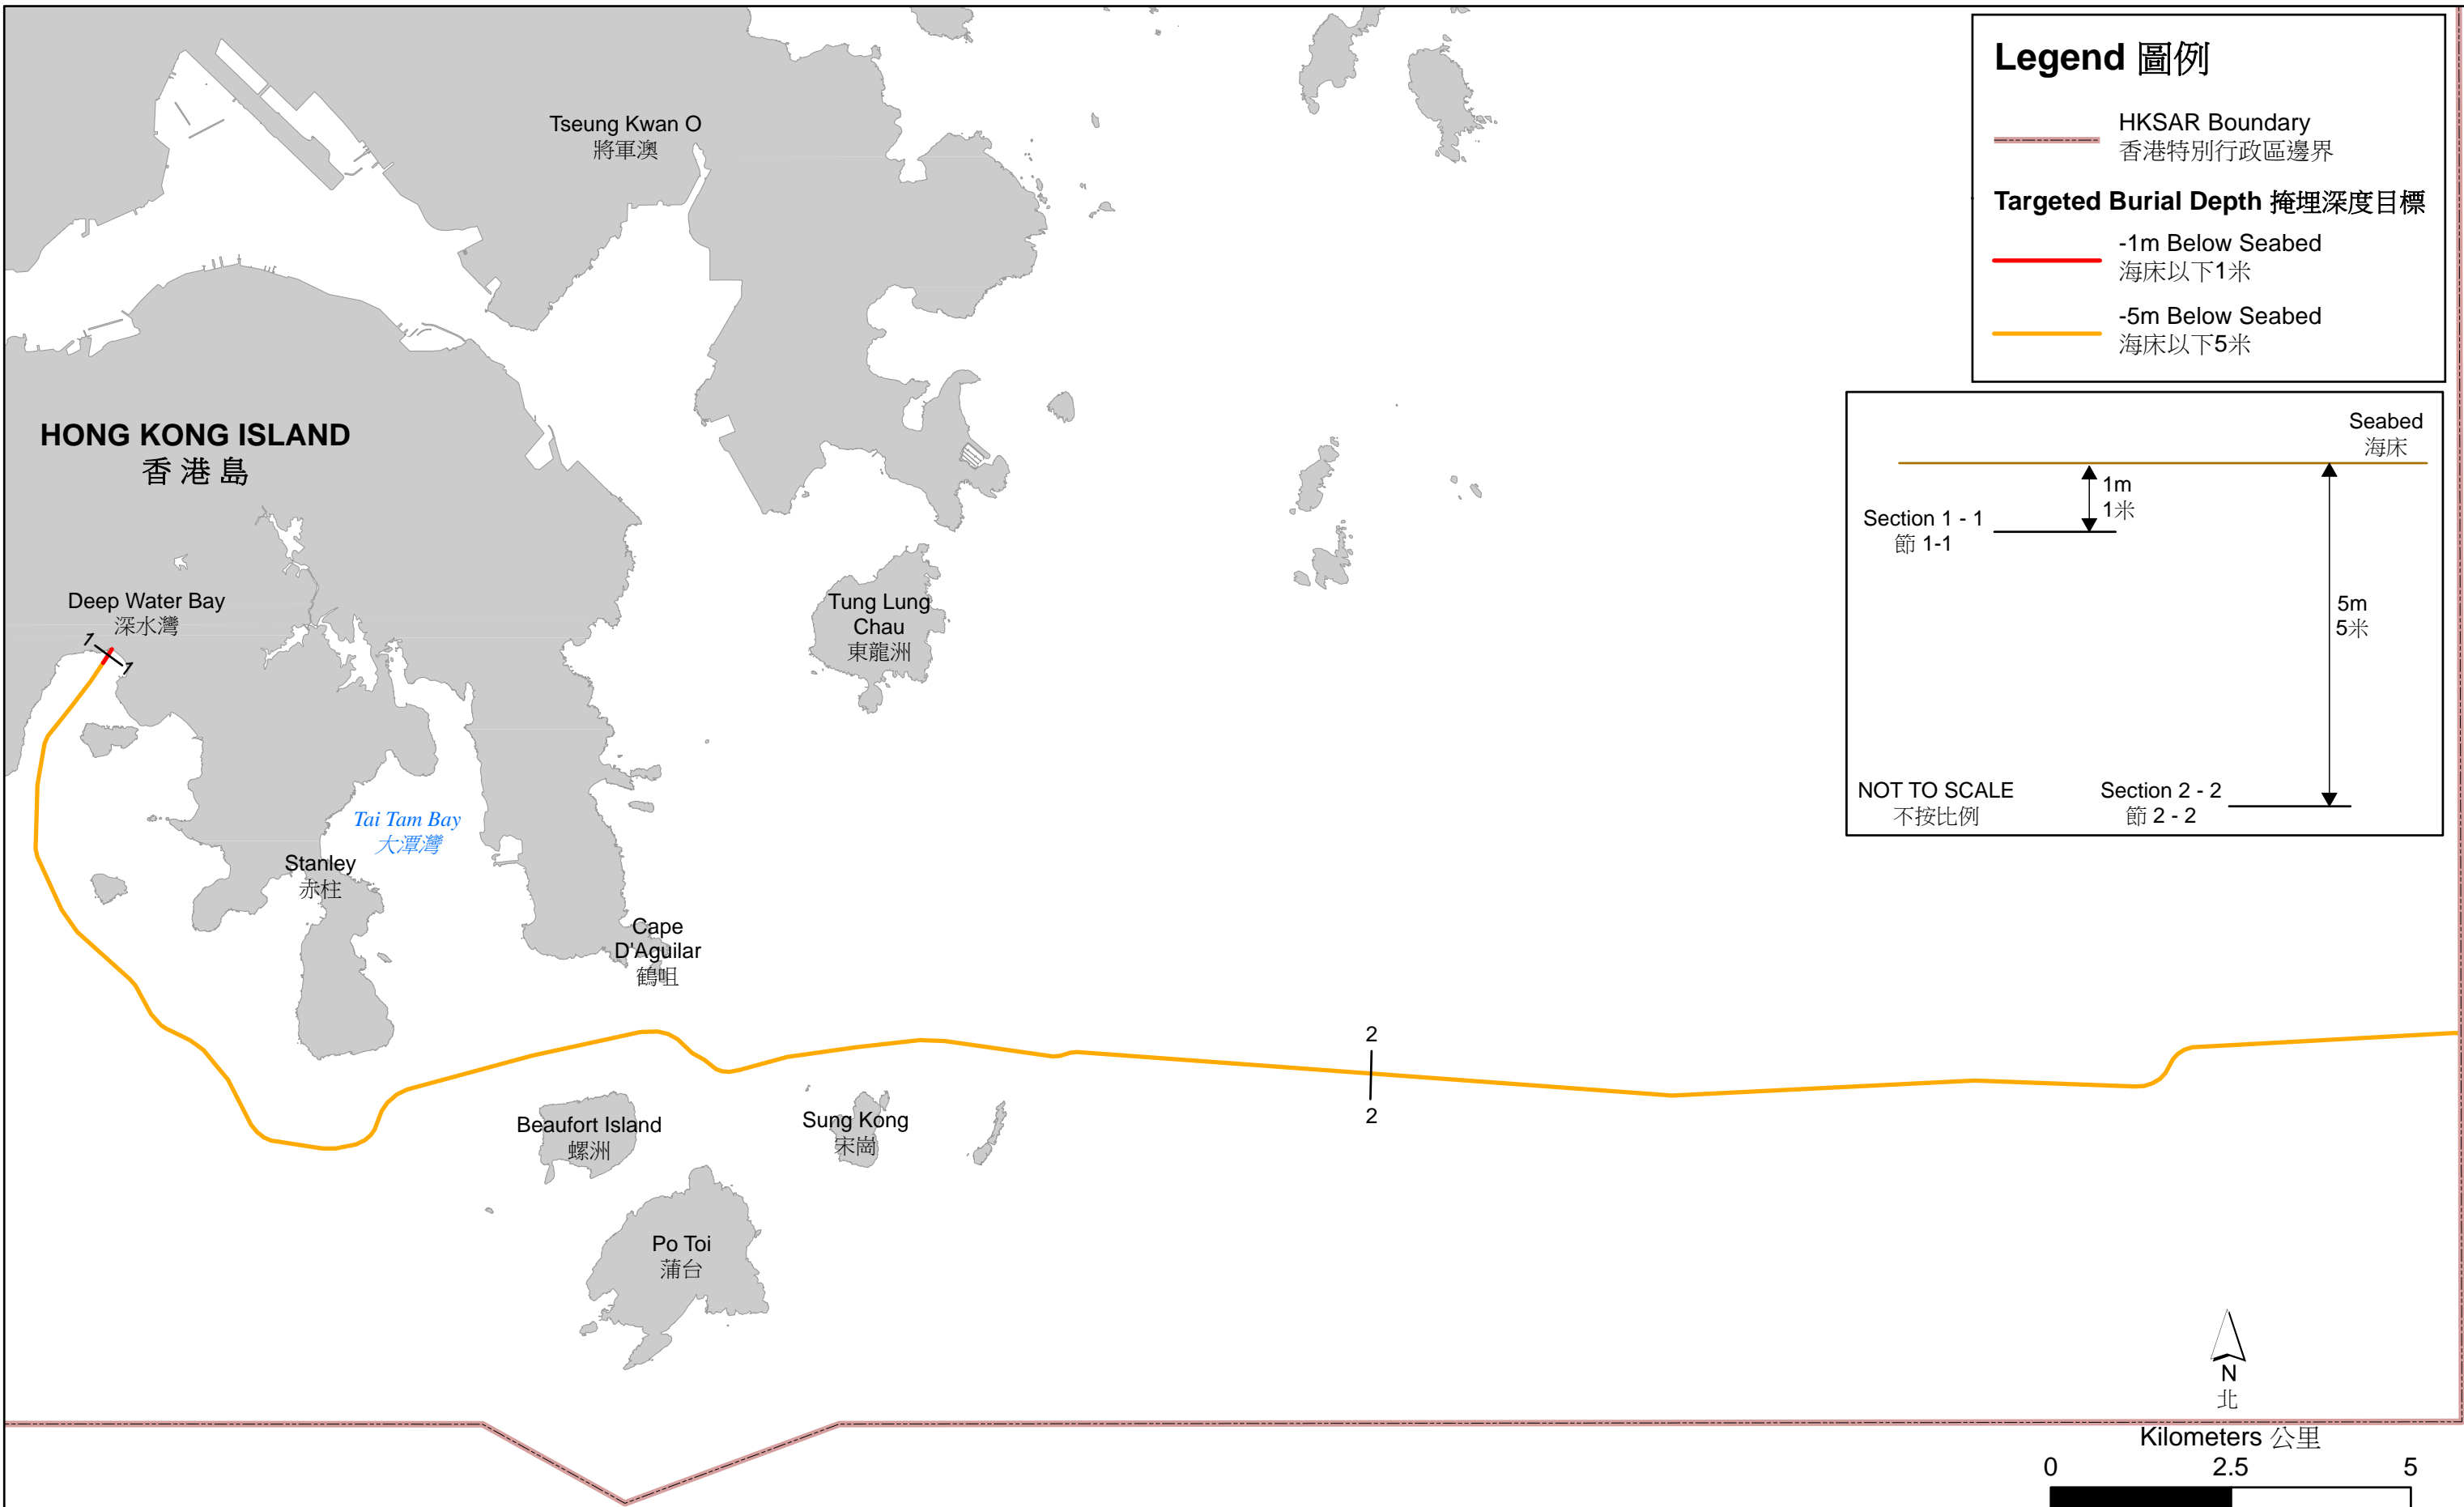 Legend 圖例
HKSAR Boundary
香港特別行政區邊界
Targeted Burial Depth 掩埋深度目標
-1m Below Seabed
海床以下1米
-5m Below Seabed
海床以下5米
Seabed
海床
1m
1米
Section 1 - 1
節 1-1
5m
5米
NOT TO SCALE
不按比例
Section 2 - 2
節 2 - 2
Tseung Kwan O
將軍澳
HONG KONG ISLAND
香港島
Deep Water Bay
深水灣
1
1
Tung Lung
Chau
東龍洲
Tai Tam Bay
大潭灣
Stanley
赤柱
Cape
D'Aguilar
鶴咀
2
2
Beaufort Island
螺洲
Sung Kong
宋崗
Po Toi
蒲台
N
北
Kilometers 公里
0 2.5 5